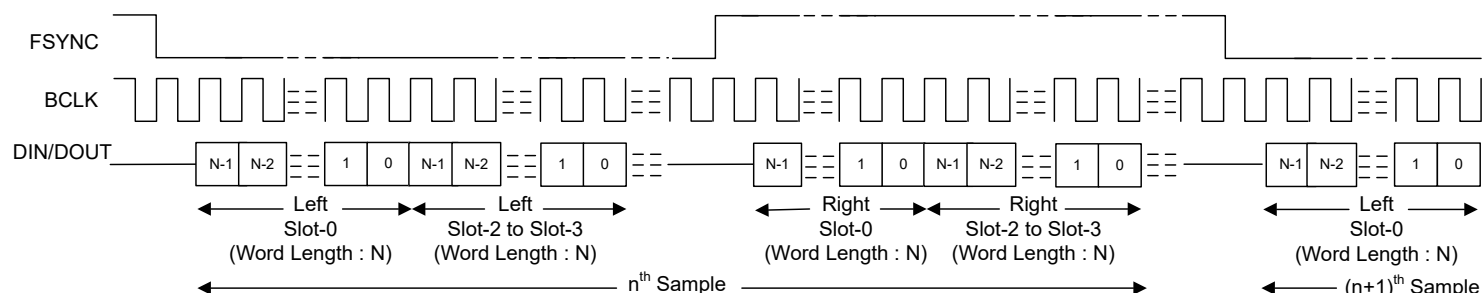 FSYNC
BCLK
DIN/DOUT
N-1 N-2 1 0 N-1 N-2 1 0 N-1 1 0 N-1 N-2 1 0 N-1 N-2 1 0
Left Left Right Right Left
Slot-0 Slot-2 to Slot-3 Slot-0 Slot-2 to Slot-3 Slot-0
(Word Length : N) (Word Length : N) (Word Length : N) (Word Length : N) (Word Length : N)
nth Sample (n+1)th Sample